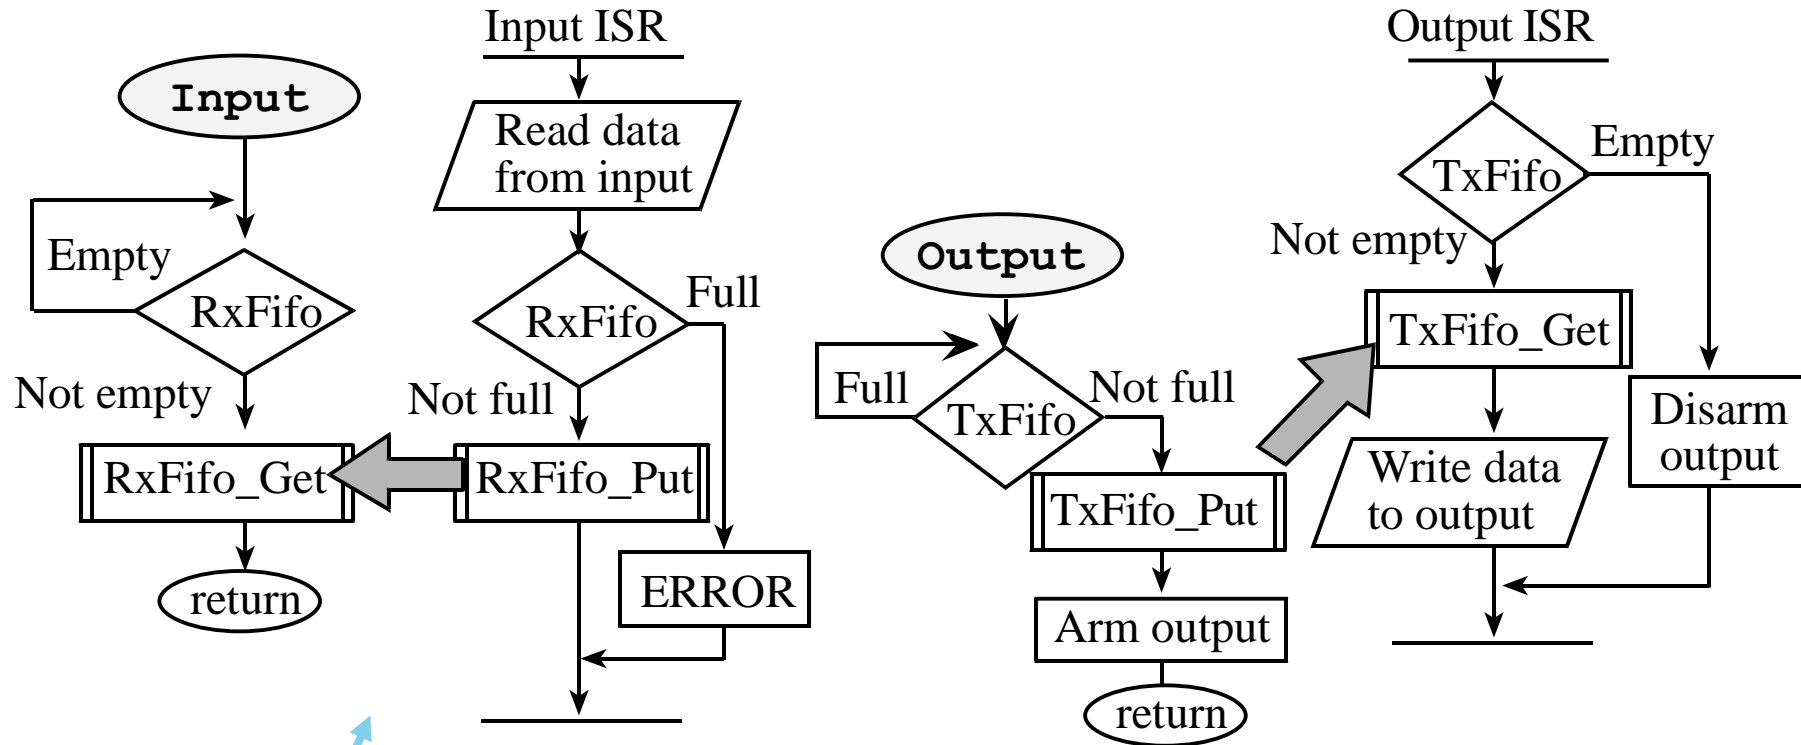 Input ISR
Input
Read data
from input
Empty
RxFifo
Not empty
RxFifo
Full
Not full
RxFifo_Get
RxFifo_Put
return
ERROR
Output ISR
Output
TxFifo
Empty
Not empty
TxFifo_Get
Full
TxFifo
Not full
TxFifo_Put
Write data
to output
Disarm
output
Arm output
return